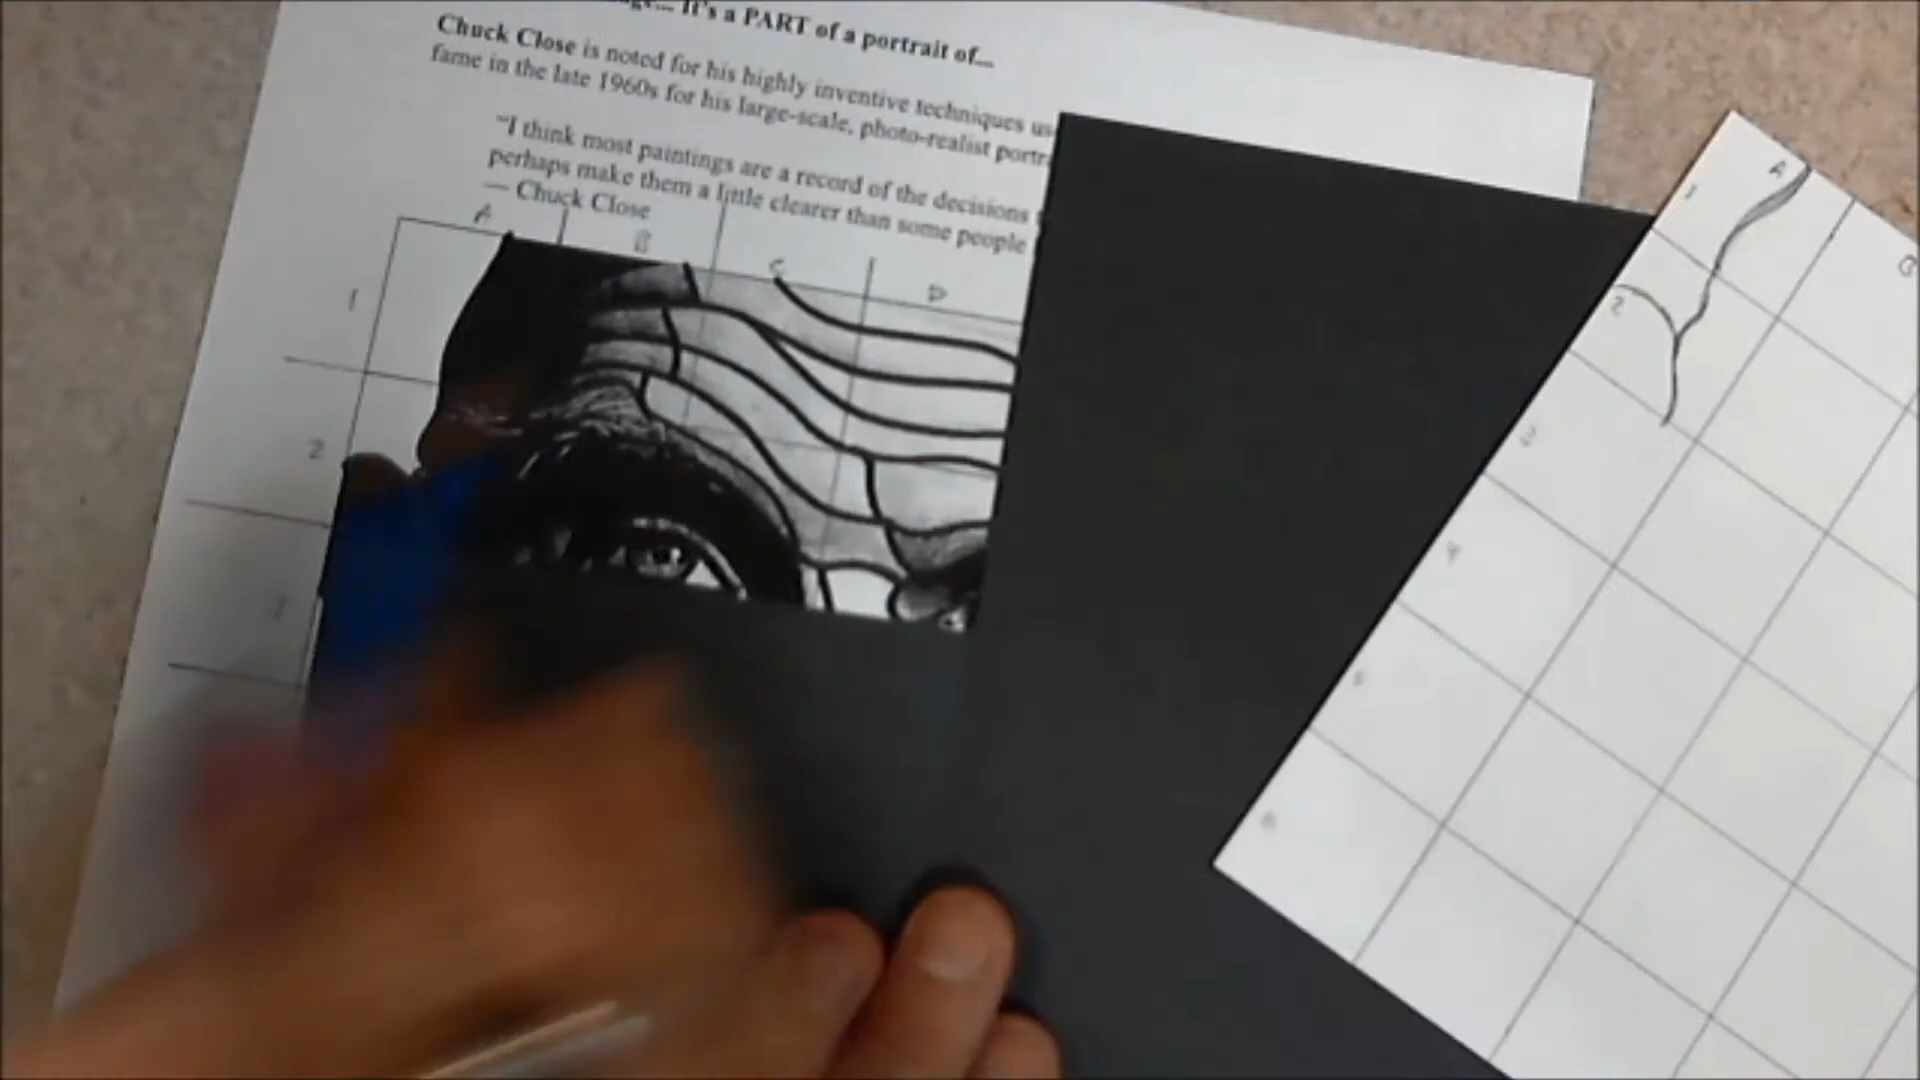 It's a PART of a portrait of...
Chuck Close is noted for his highly inventive techniques
fame in the late 1960s for his large-scale, photo-realist
"I think most paintings are a record of the decisions
perhaps make them a little clearer than some people
— Chuck Close
A
B
C
D
1
2
A
B
1
2
3
4